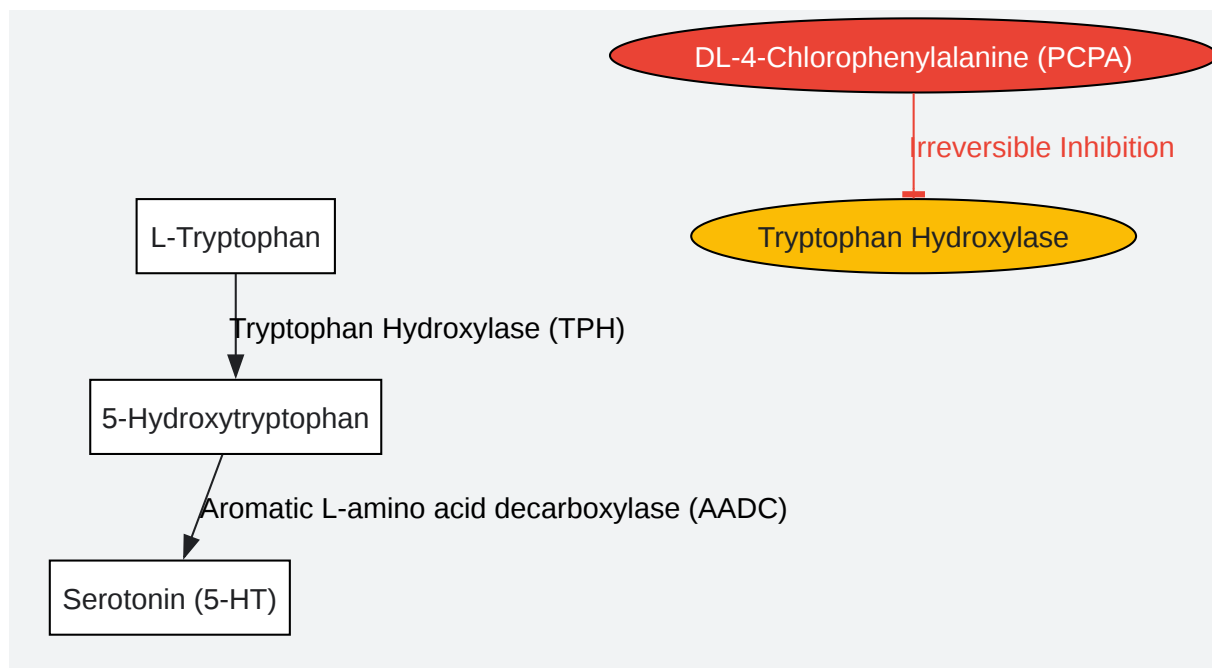 DL-4-Chlorophenylalanine (PCPA)
Irreversible Inhibition
L-Tryptophan
Tryptophan Hydroxylase
Tryptophan Hydroxylase (TPH)
5-Hydroxytryptophan
Aromatic L-amino acid decarboxylase (AADC)
Serotonin (5-HT)